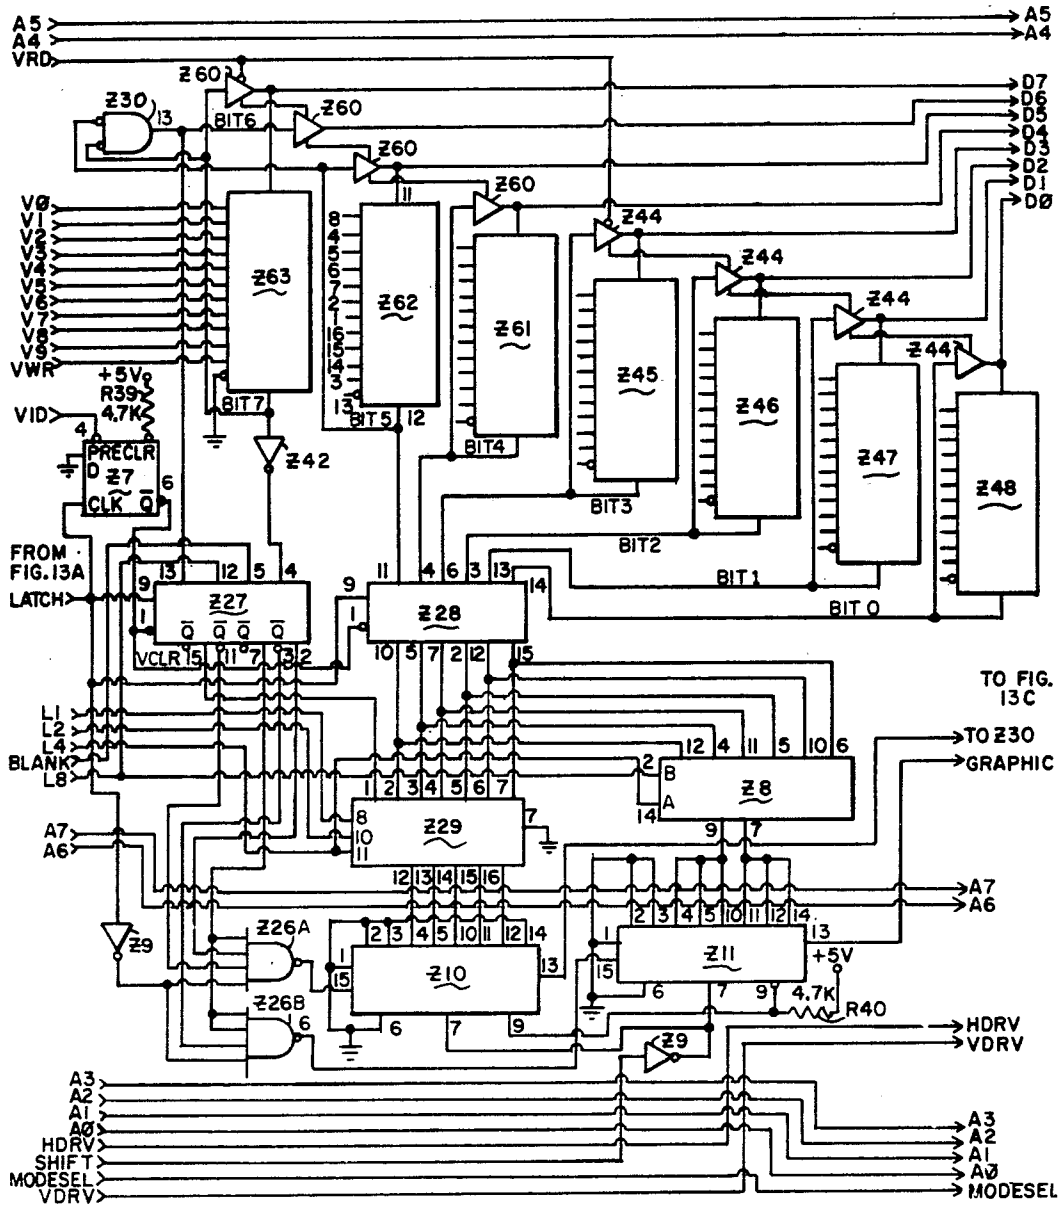 A5 A5
A4 A4
VRD
Z60
D7
Z30 13 BIT6 Z60 D6
D5
Z60 D4
D3
11 Z60 D2
D1
VØ DØ
V1 8 Z44
V2 4
V3 5 Z44
V4 Z63 6
V5 7 Z62 Z44
V6 2
V7 1 Z61
V8 16 Z44
V9 15
VWR 14 Z45
+5V 3
R39 BIT7 13 BIT5 12 Z46
4.7K
VID 4 BIT4
PRE CLR Z42 Z47
D Z7 6
CLK Q̅ Z48
BIT3
FROM BIT2
FIG.13A 13 12 5 4 11 4 6 3 13 14 BIT1
LATCH 9 Z27 9 Z28 BIT 0
1 Q̅ Q̅ Q̅ Q̅ 1
VCLR 15 11 7 3 2 10 5 7 2 12 15
TO FIG.
13C
L1
L2
L4 12 4 11 5 10 6 TO Z30
BLANK 2 B GRAPHIC
L8 1 2 3 4 5 6 7 A Z8
14
8 Z29 7 9 7
A7 10
A6 11
12 13 14 15 16 A7
2 3 4 5 10 11 12 14 A6
Z26A 2 3 4 5 10 11 12 14 13
Z9 1 1 Z11 +5V
15 Z10 13 15
6 7 9 4.7K
Z26B 6 7 9 R40
6 HDRV
Z9 VDRV
A3
A2
A1 A3
AØ A2
HDRV A1
SHIFT AØ
MODESEL MODESEL
VDRV